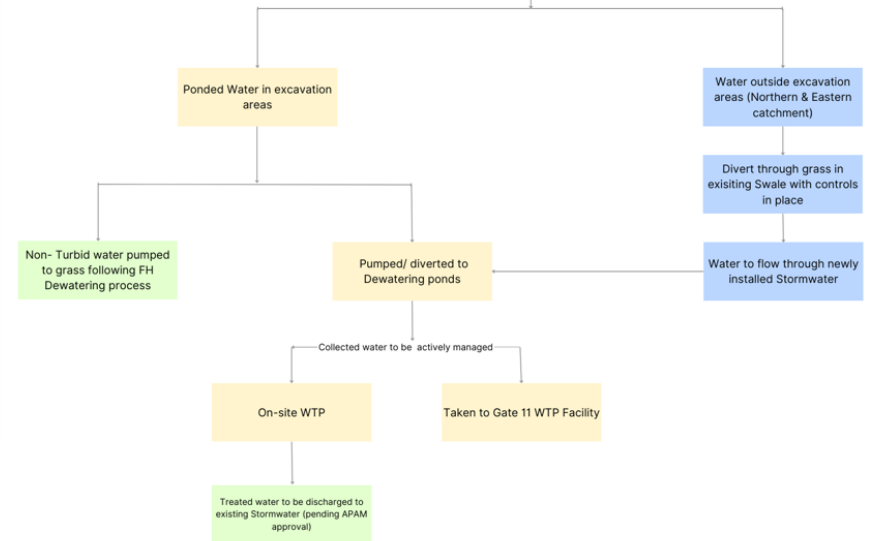 Ponded Water in excavation
areas
Water outside excavation
areas (Northern & Eastern
catchment)
Divert through grass in
exisiting Swale with controls
in place
Non- Turbid water pumped
to grass following FH
Dewatering process
Pumped/ diverted to
Dewatering ponds
Water to flow through newly
installed Stormwater
Collected water to be  actively managed
On-site WTP
Taken to Gate 11 WTP Facility
Treated water to be discharged to
existing Stormwater (pending APAM
approval)